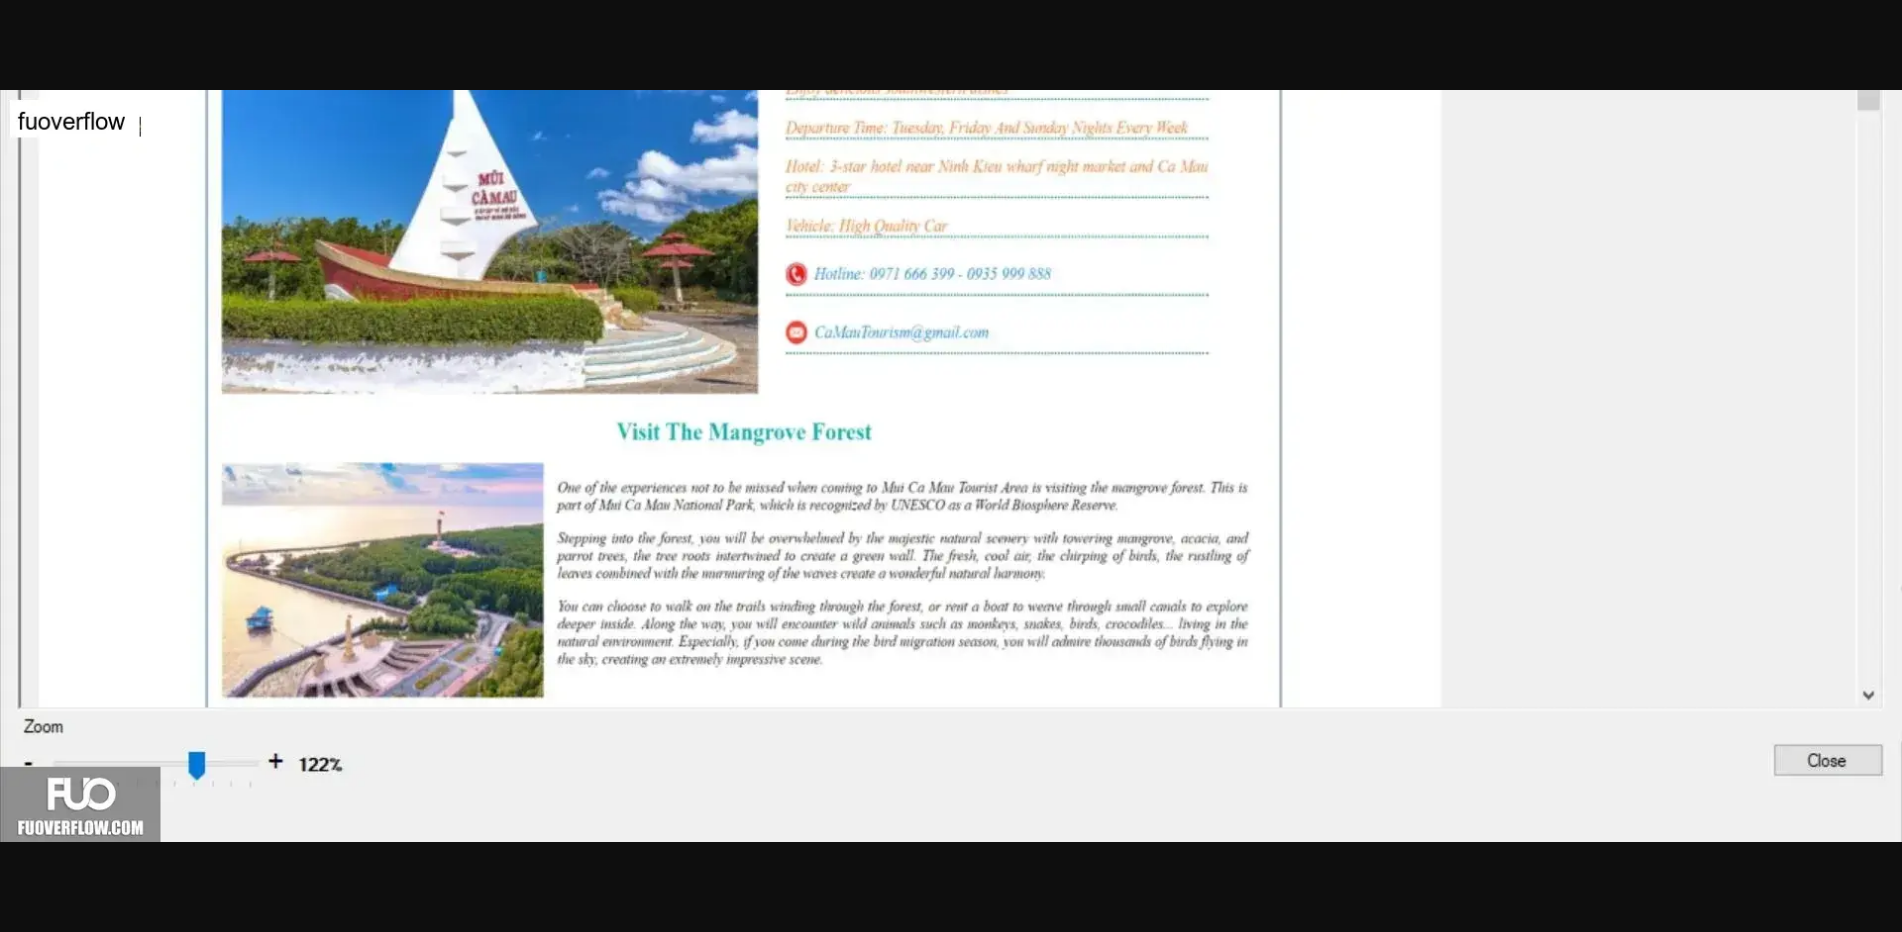 fuoverflow
Enjoy delicious southwestern dishes
Departure Time: Tuesday, Friday And Sunday Nights Every Week
Hotel: 3-star hotel near Ninh Kieu wharf night market and Ca Mau
city center
Vehicle: High Quality Car
Hotline: 0971 666 399 - 0935 999 888
CaMauTourism@gmail.com
MŨI
CÀ MAU
Visit The Mangrove Forest
One of the experiences not to be missed when coming to Mui Ca Mau Tourist Area is visiting the mangrove forest. This is
part of Mui Ca Mau National Park, which is recognized by UNESCO as a World Biosphere Reserve.
Stepping into the forest, you will be overwhelmed by the majestic natural scenery with towering mangrove, acacia, and
parrot trees, the tree roots intertwined to create a green wall. The fresh, cool air, the chirping of birds, the rustling of
leaves combined with the murmuring of the waves create a wonderful natural harmony.
You can choose to walk on the trails winding through the forest, or rent a boat to weave through small canals to explore
deeper inside. Along the way, you will encounter wild animals such as monkeys, snakes, birds, crocodiles... living in the
natural environment. Especially, if you come during the bird migration season, you will admire thousands of birds flying in
the sky, creating an extremely impressive scene.
Zoom
- + 122%
Close
FUO
FUOVERFLOW.COM